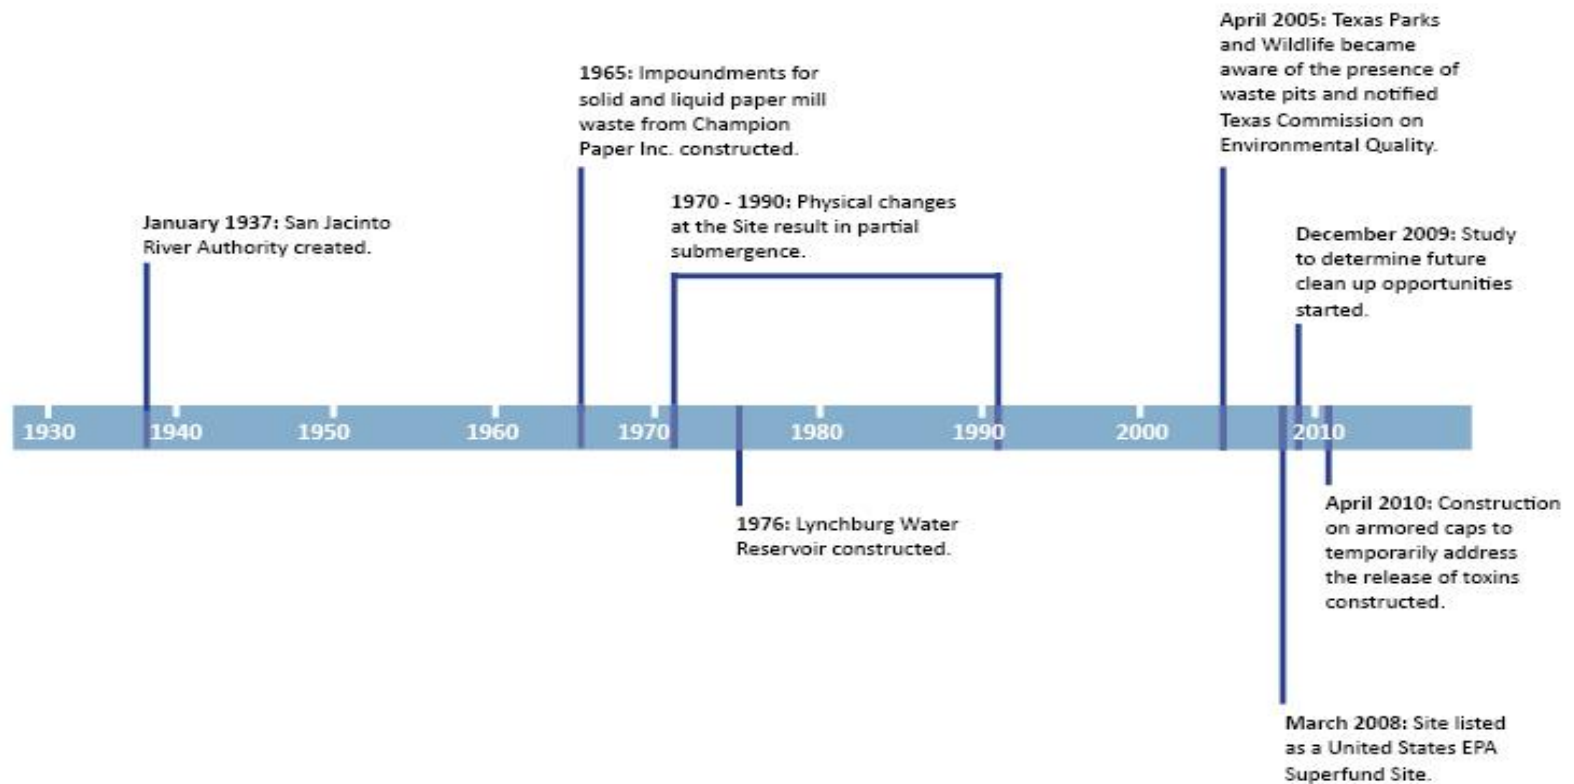 April 2005: Texas Parks
and Wildlife became
aware of the presence of
waste pits and notified
Texas Commission on
Environmental Quality.
1965: Impoundments for
solid and liquid paper mill
waste from Champion
Paper Inc. constructed.
1970 - 1990: Physical changes
at the Site result in partial
submergence.
January 1937: San Jacinto
River Authority created.
December 2009: Study
to determine future
clean up opportunities
started.
1930 1940 1950 1960 1970 1980 1990 2000 2010
1976: Lynchburg Water
Reservoir constructed.
April 2010: Construction
on armored caps to
temporarily address
the release of toxins
constructed.
March 2008: Site listed
as a United States EPA
Superfund Site.